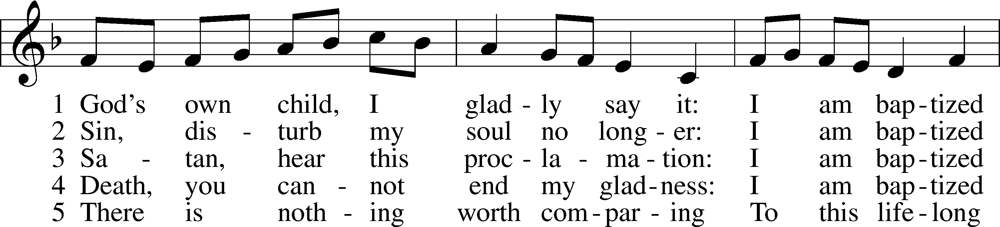 1 God's own child, I glad - ly say it: I am bap - tized
2 Sin, dis - turb my soul no long - er: I am bap - tized
3 Sa - tan, hear this proc - la - ma - tion: I am bap - tized
4 Death, you can - not end my glad - ness: I am bap - tized
5 There is noth - ing worth com - par - ing To this life - long